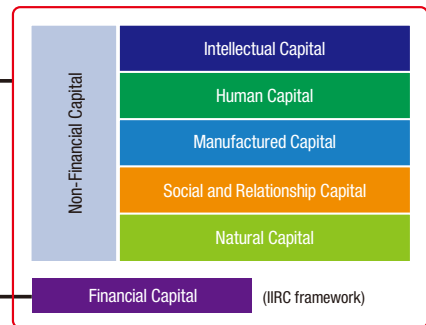 Non-Financial Capital
Intellectual Capital
Human Capital
Manufactured Capital
Social and Relationship Capital
Natural Capital
Financial Capital
(IIRC framework)